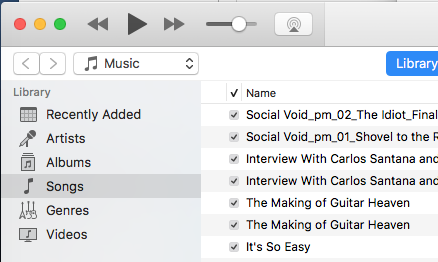 Music
Library
Library
Recently Added
Artists
Albums
Songs
Genres
Videos
Name
Social Void_pm_02_The Idiot_Final
Social Void_pm_01_Shovel to the
Interview With Carlos Santana and
Interview With Carlos Santana and
The Making of Guitar Heaven
The Making of Guitar Heaven
It's So Easy